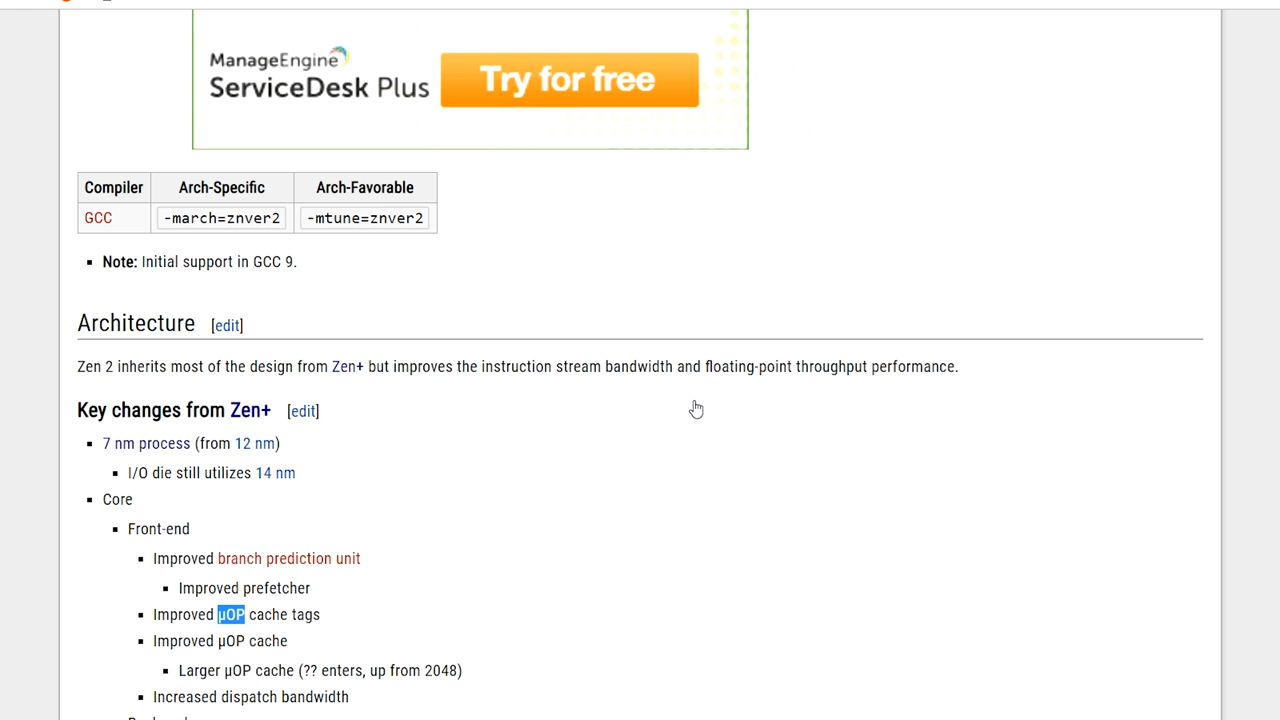 ManageEngine
ServiceDesk Plus
Try for free
Compiler Arch-Specific Arch-Favorable
GCC -march=znver2 -mtune=znver2
Note: Initial support in GCC 9.
Architecture [edit]
Zen 2 inherits most of the design from Zen+ but improves the instruction stream bandwidth and floating-point throughput performance.
Key changes from Zen+ [edit]
7 nm process (from 12 nm)
I/O die still utilizes 14 nm
Core
Front-end
Improved branch prediction unit
Improved prefetcher
Improved µOP cache tags
Improved µOP cache
Larger µOP cache (?? enters, up from 2048)
Increased dispatch bandwidth